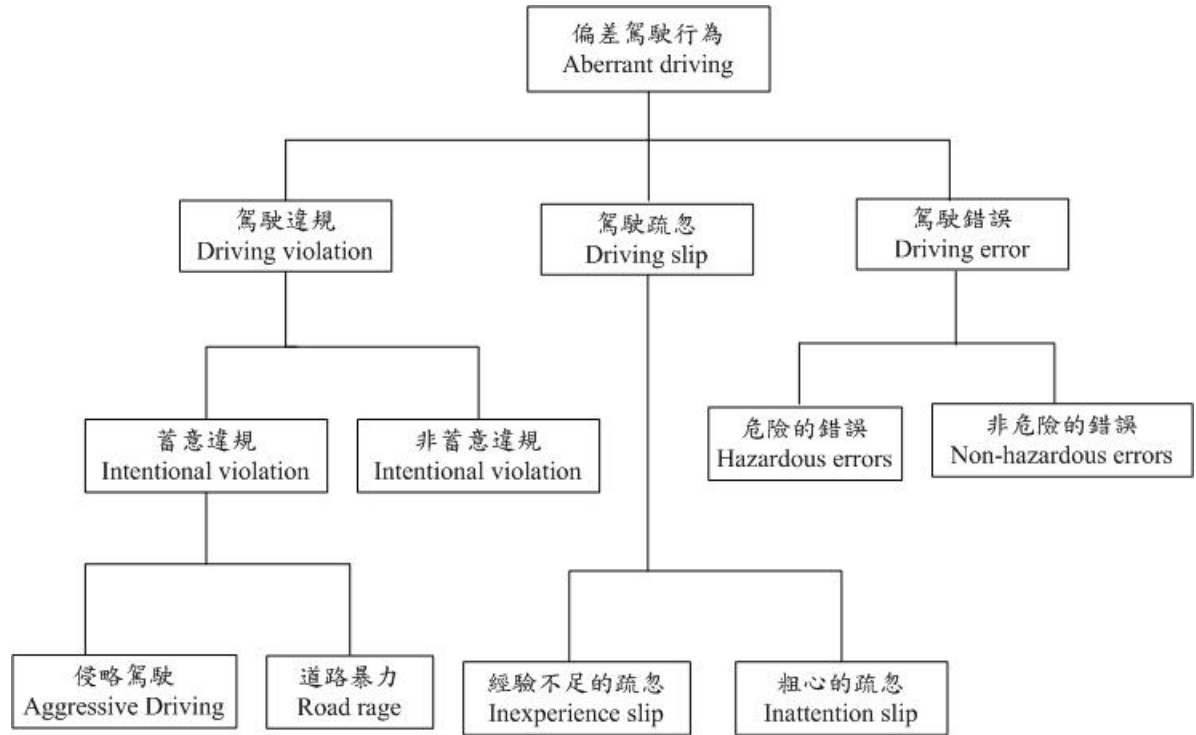 偏差駕駛行為
Aberrant driving
駕駛違規
Driving violation
駕駛疏忽
Driving slip
駕駛錯誤
Driving error
蓄意違規
Intentional violation
非蓄意違規
Intentional violation
危險的錯誤
Hazardous errors
非危險的錯誤
Non-hazardous errors
侵略駕駛
Aggressive Driving
道路暴力
Road rage
經驗不足的疏忽
Inexperience slip
粗心的疏忽
Inattention slip